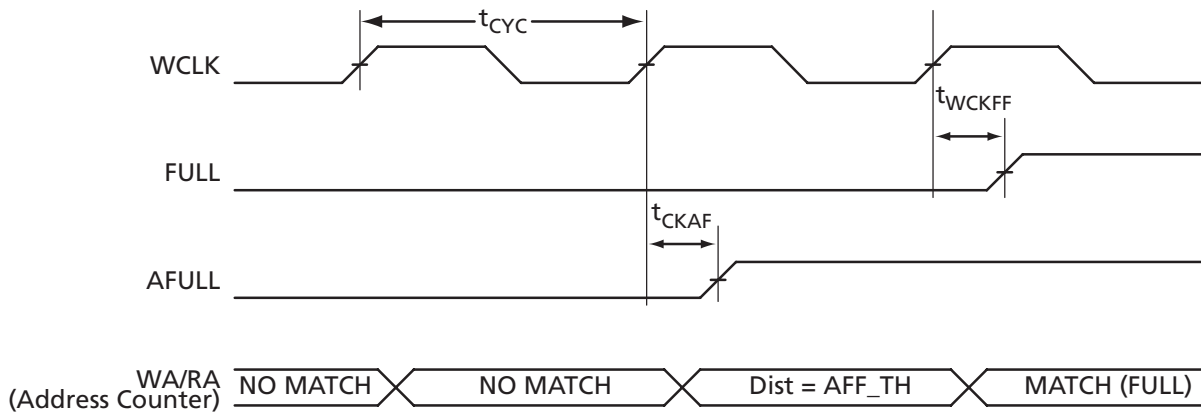 tCYC
WCLK
tWCKFF
FULL
tCKAF
AFULL
WA/RA
(Address Counter)
NO MATCH
NO MATCH
Dist = AFF_TH
MATCH (FULL)